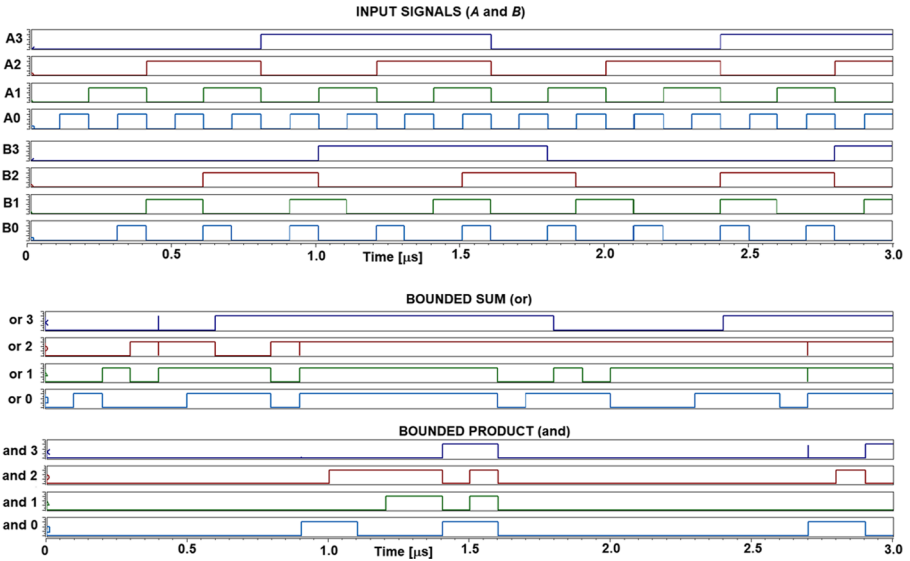 INPUT SIGNALS (A and B)
A3
A2
A1
A0
B3
B2
B1
B0
0 0.5 1.0 1.5 2.0 2.5 3.0
Time [μs]
BOUNDED SUM (or)
or 3
or 2
or 1
or 0
BOUNDED PRODUCT (and)
and 3
and 2
and 1
and 0
0 0.5 1.0 1.5 2.0 2.5 3.0
Time [μs]